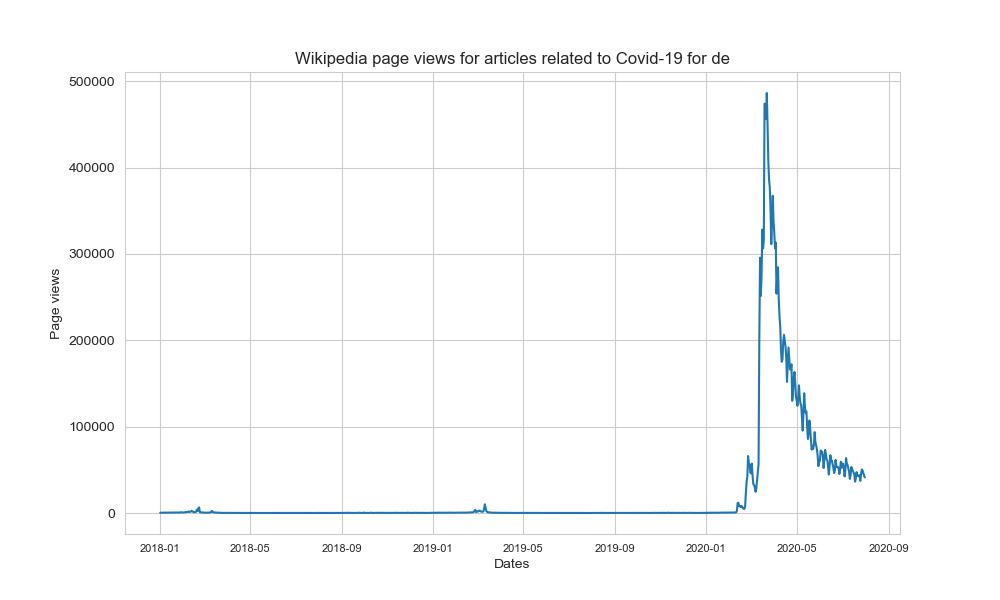 Wikipedia page views for articles related to Covid-19 for de
500000
400000
300000
200000
100000
0
Page views
2018-01 2018-05 2018-09 2019-01 2019-05 2019-09 2020-01 2020-05 2020-09
Dates